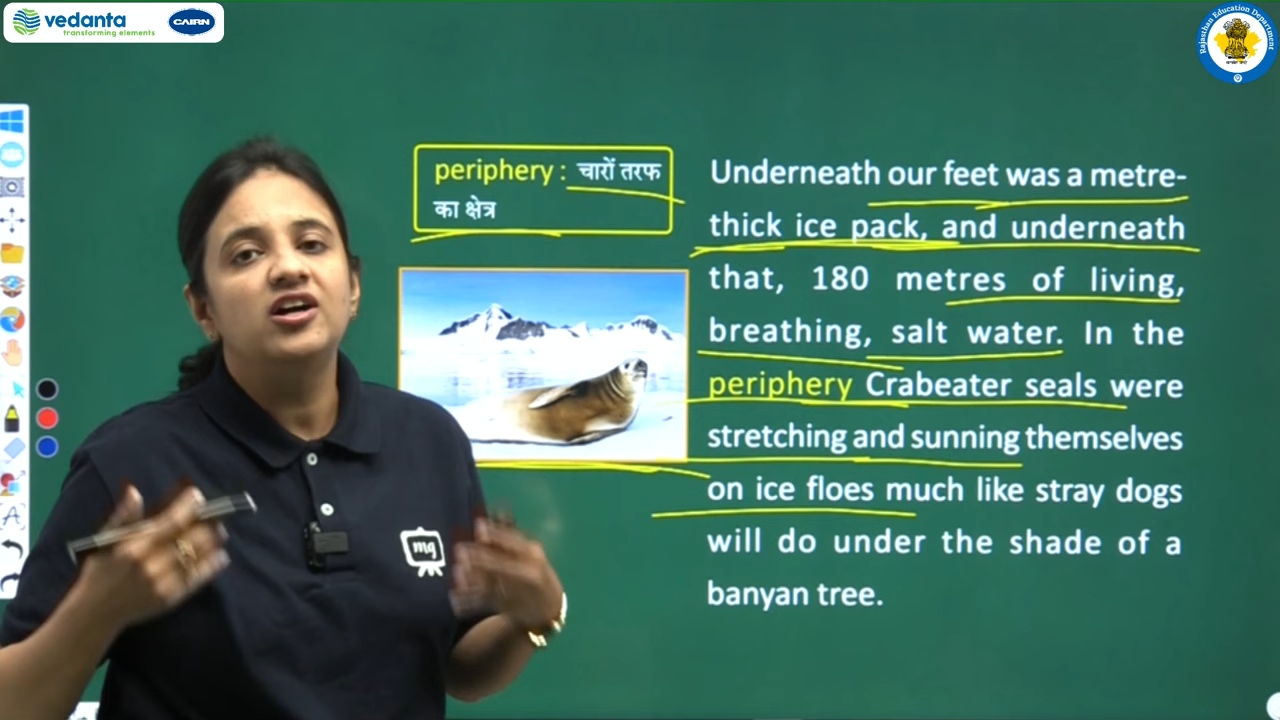 vedanta
transforming elements
CAIRN
Rajasthan Education Department
periphery : चारों तरफ
का क्षेत्र
Underneath our feet was a metre-
thick ice pack, and underneath
that, 180 metres of living,
breathing, salt water. In the
periphery Crabeater seals were
stretching and sunning themselves
on ice floes much like stray dogs
will do under the shade of a
banyan tree.
mg
A